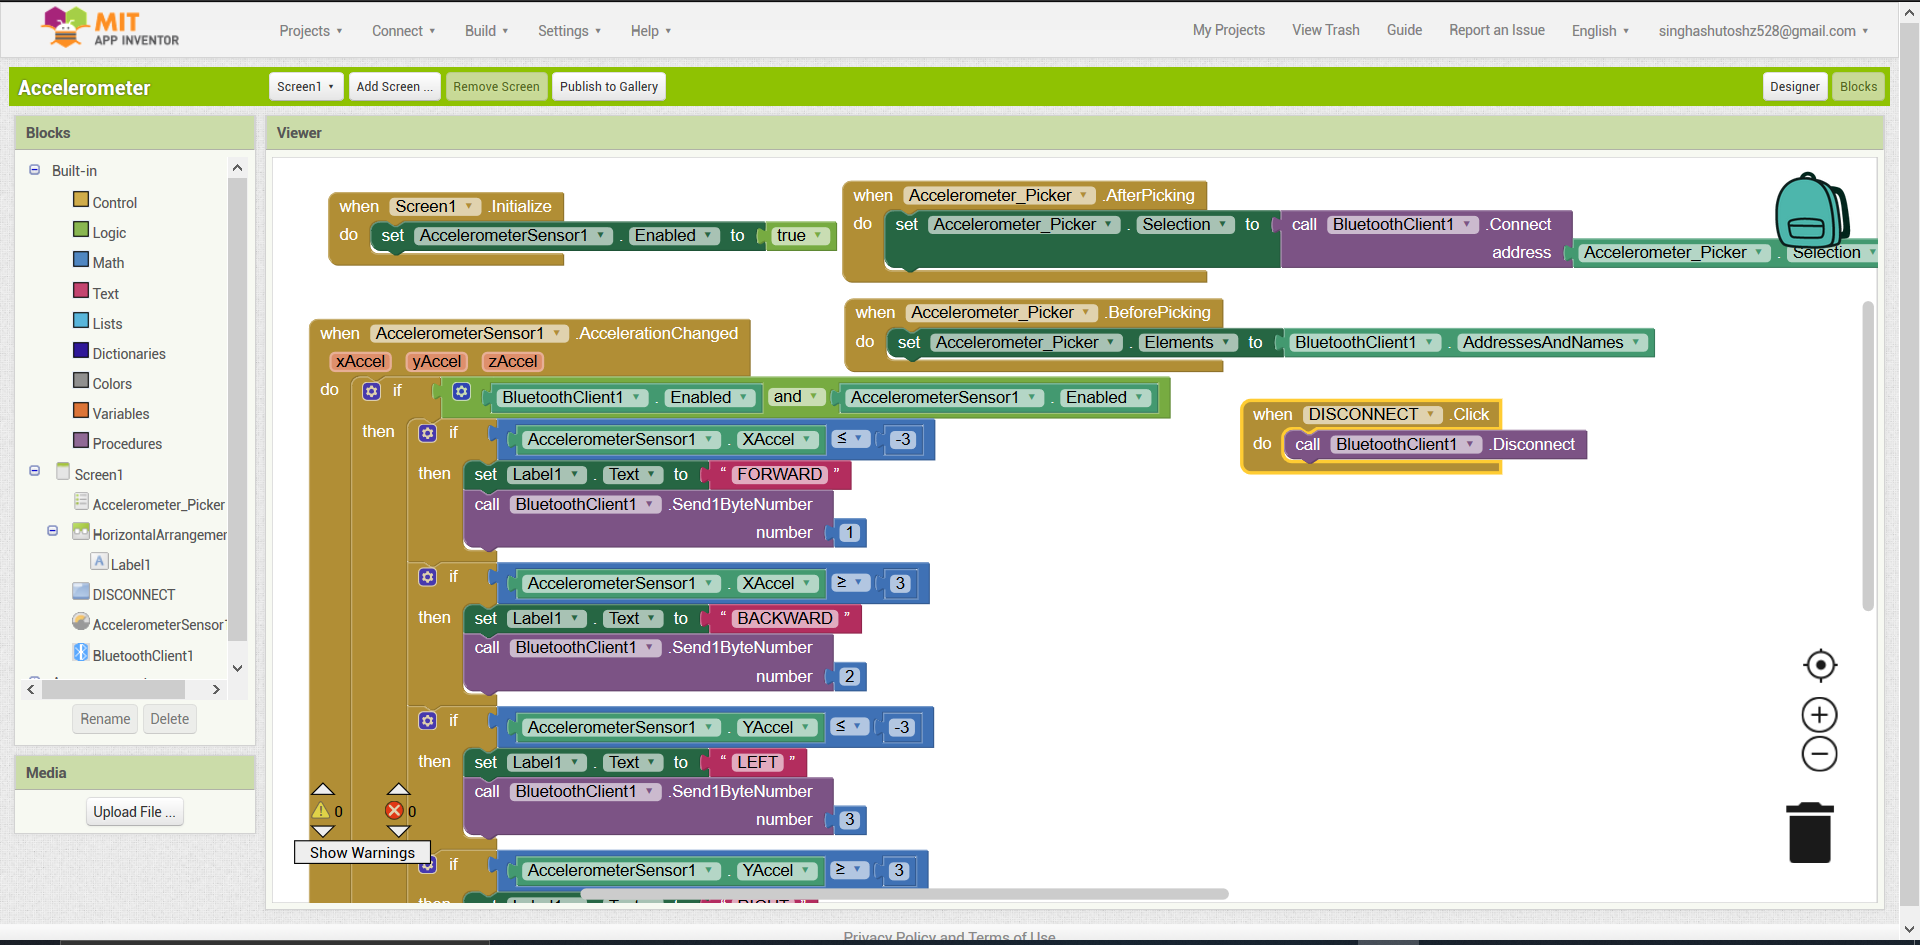 MIT
APP INVENTOR
Projects
Connect
Build
Settings
Help
My Projects
View Trash
Guide
Report an Issue
English
singhashutoshz528@gmail.com
Accelerometer
Screen1
Add Screen ...
Remove Screen
Publish to Gallery
Designer
Blocks
Blocks
Built-in
Control
Logic
Math
Text
Lists
Dictionaries
Colors
Variables
Procedures
Screen1
Accelerometer_Picker
HorizontalArrangemer
Label1
DISCONNECT
AccelerometerSensor
BluetoothClient1
Rename
Delete
Media
Upload File ...
Viewer
when Screen1 .Initialize
do set AccelerometerSensor1 . Enabled to true
when Accelerometer_Picker .AfterPicking
do set Accelerometer_Picker . Selection to call BluetoothClient1 .Connect
address Accelerometer_Picker . Selection
when Accelerometer_Picker .BeforePicking
do set Accelerometer_Picker . Elements to BluetoothClient1 . AddressesAndNames
when DISCONNECT .Click
do call BluetoothClient1 .Disconnect
when AccelerometerSensor1 .AccelerationChanged
xAccel yAccel zAccel
do if BluetoothClient1 . Enabled and AccelerometerSensor1 . Enabled
then if AccelerometerSensor1 . XAccel ≤ -3
then set Label1 . Text to “ FORWARD ”
call BluetoothClient1 .Send1ByteNumber
number 1
if AccelerometerSensor1 . XAccel ≥ 3
then set Label1 . Text to “ BACKWARD ”
call BluetoothClient1 .Send1ByteNumber
number 2
if AccelerometerSensor1 . YAccel ≤ -3
then set Label1 . Text to “ LEFT ”
call BluetoothClient1 .Send1ByteNumber
number 3
if AccelerometerSensor1 . YAccel ≥ 3
then Label1 . Text to RIGHT
0 0
Show Warnings
Privacy Policy and Terms of Use